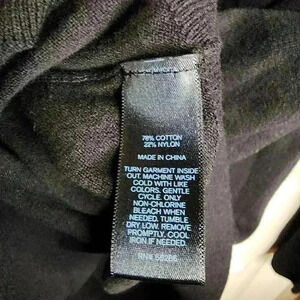 78% COTTON
22% NYLON
MADE IN CHINA
TURN GARMENT INSIDE
OUT. MACHINE WASH
COLD WITH LIKE
COLORS. GENTLE
CYCLE. ONLY
NON-CHLORINE
BLEACH WHEN
NEEDED. TUMBLE
DRY LOW. REMOVE
PROMPTLY. COOL
IRON IF NEEDED.
RN#